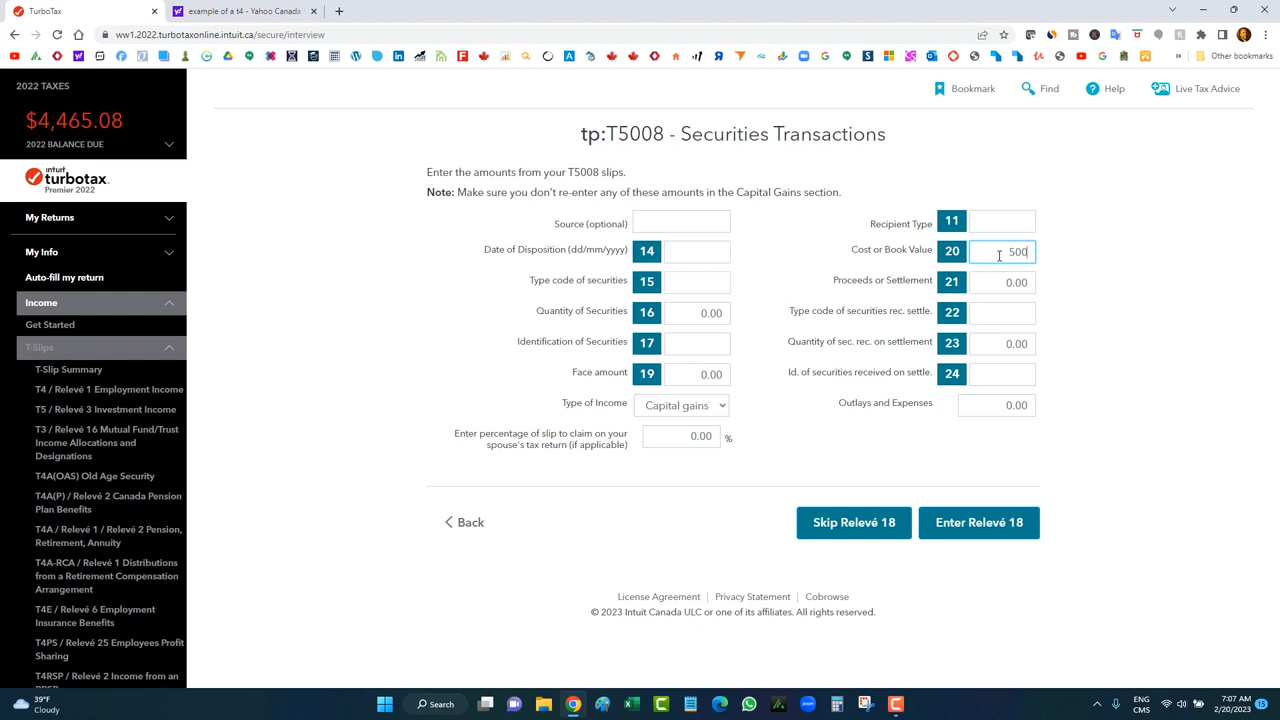 TurboTax
example of a t4 - Yahoo Canada
ww1.2.turbotaxonline.intuit.ca/secure/interview
Other bookmarks
2022 TAXES
$4,465.08
2022 BALANCE DUE
intuit
turbotax
Premier 2022
My Returns
My Info
Auto-fill my return
Income
Get Started
T-Slips
T-Slip Summary
T4 / Relevé 1 Employment Income
T5 / Relevé 3 Investment Income
T3 / Relevé 16 Mutual Fund/Trust
Income Allocations and
Designations
T4A(OAS) Old Age Security
T4A(P) / Relevé 2 Canada Pension
Plan Benefits
T4A / Relevé 1 / Relevé 2 Pension,
Retirement, Annuity
T4A-RCA / Relevé 1 Distributions
from a Retirement Compensation
Arrangement
T4E / Relevé 6 Employment
Insurance Benefits
T4PS / Relevé 25 Employees Profit
Sharing
T4RSP / Relevé 2 Income from an
Bookmark
Find
Help
Live Tax Advice
tp:T5008 - Securities Transactions
Enter the amounts from your T5008 slips.
Note: Make sure you don't re-enter any of these amounts in the Capital Gains section.
Source (optional)
Recipient Type 11
Date of Disposition (dd/mm/yyyy) 14
Cost or Book Value 20 500
Type code of securities 15
Proceeds or Settlement 21 0.00
Quantity of Securities 16 0.00
Type code of securities rec. settle. 22
Identification of Securities 17
Quantity of sec. rec. on settlement 23 0.00
Face amount 19 0.00
Id. of securities received on settle. 24
Type of Income Capital gains
Outlays and Expenses 0.00
Enter percentage of slip to claim on your
spouse's tax return (if applicable) 0.00 %
Back
Skip Relevé 18
Enter Relevé 18
License Agreement
Privacy Statement
Cobrowse
© 2023 Intuit Canada ULC or one of its affiliates. All rights reserved.
39°F
Cloudy
Search
ENG
CMS
7:07 AM
2/20/2023